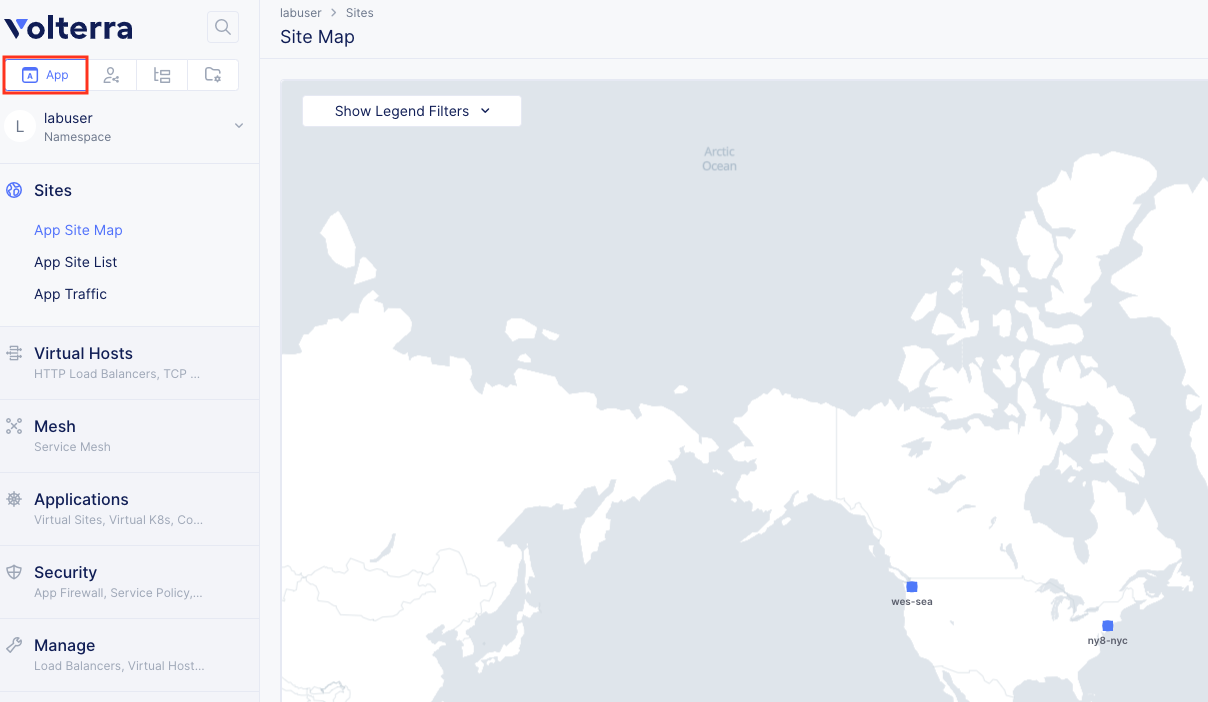 Volterra
App
L
labuser
Namespace
Sites
App Site Map
App Site List
App Traffic
Virtual Hosts
HTTP Load Balancers, TCP ...
Mesh
Service Mesh
Applications
Virtual Sites, Virtual K8s, Co...
Security
App Firewall, Service Policy,...
Manage
Load Balancers, Virtual Host...
labuser > Sites
Site Map
Show Legend Filters
Arctic
Ocean
wes-sea
ny8-nyc